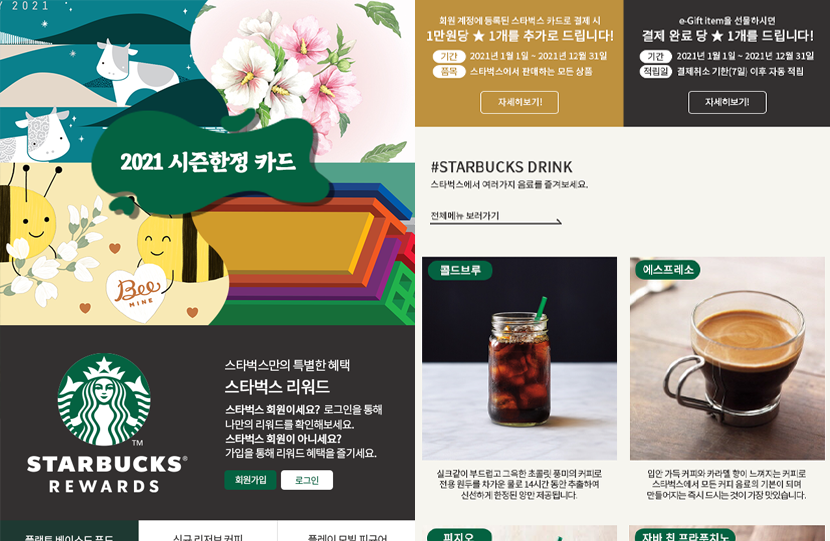 2021
2021 시즌한정 카드
Bee
MINE
TM
STARBUCKS®
REWARDS
스타벅스만의 특별한 혜택
스타벅스 리워드
스타벅스 회원이세요? 로그인을 통해
나만의 리워드를 확인해보세요.
스타벅스 회원이 아니세요?
가입을 통해 리워드 혜택을 즐기세요.
회원가입
로그인
플랜트 베이스드 푸드
신규 리저브 커피
플레이 모빌 피규어
회원 계정에 등록된 스타벅스 카드로 결제 시
1만원당 ★ 1개를 추가로 드립니다!
기간 2021년 1월 1일 ~ 2021년 12월 31일
품목 스타벅스에서 판매하는 모든 상품
자세히보기!
e-Gift item을 선물하시면
결제 완료 당 ★ 1개를 드립니다!
기간 2021년 1월 1일 ~ 2021년 12월 31일
적립일 결제취소 기한(7일) 이후 자동 적립
자세히보기!
#STARBUCKS DRINK
스타벅스에서 여러가지 음료를 즐겨보세요.
전체메뉴 보러가기
콜드브루
실크같이 부드럽고 그윽한 초콜릿 풍미의 커피로
전용 원두를 차가운 물로 14시간 동안 추출하여
신선하게 한정된 양만 제공됩니다.
에스프레소
입안 가득 커피와 카라멜 향이 느껴지는 커피로
스타벅스에서 모든 커피 음료의 기본이 되며
만들어지는 즉시 드시는것이 가장 맛있습니다.
피지오
자바 칩 프라푸치노